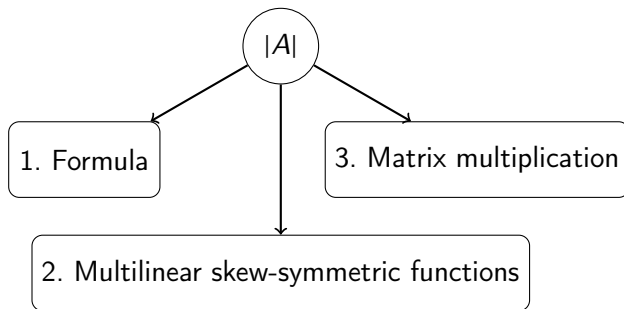 |A|
1. Formula
3. Matrix multiplication
2. Multilinear skew-symmetric functions